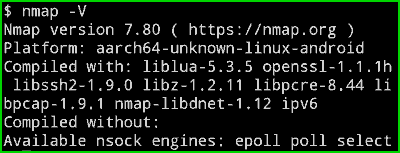 $ nmap -V
Nmap version 7.80 ( https://nmap.org )
Platform: aarch64-unknown-linux-android
Compiled with: liblua-5.3.5 openssl-1.1.1h
 libssh2-1.9.0 libz-1.2.11 libpcre-8.44 li
bpcap-1.9.1 nmap-libdnet-1.12 ipv6
Compiled without:
Available nsock engines: epoll poll select